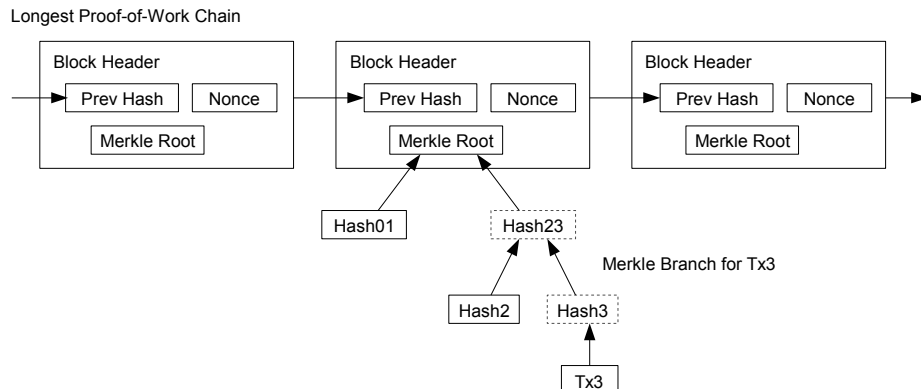 Longest Proof-of-Work Chain
Block Header
Prev Hash
Nonce
Merkle Root
Block Header
Prev Hash
Nonce
Merkle Root
Block Header
Prev Hash
Nonce
Merkle Root
Hash01
Hash23
Merkle Branch for Tx3
Hash2
Hash3
Tx3